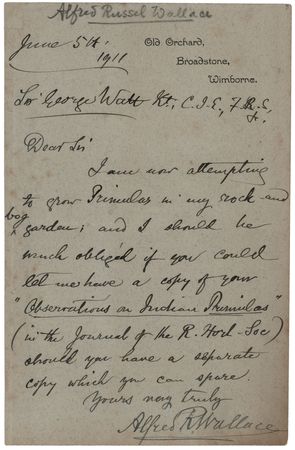 Alfred Russel Wallace
June 5th. 1911
Old Orchard,
Broadstone,
Wimborne.
Sir George Watt Kt, C.I.E,
Dear Sir
I am now attempting
to grow Primulas in my rock- and
bog
garden; and I should be
much obliged if you could
let me have a copy of your
"Observations on Indian Primulas"
(in the Journal of the R. Hort-Soc)
should you have a separate
copy which you can spare.
Yours very truly
Alfred R. Wallace